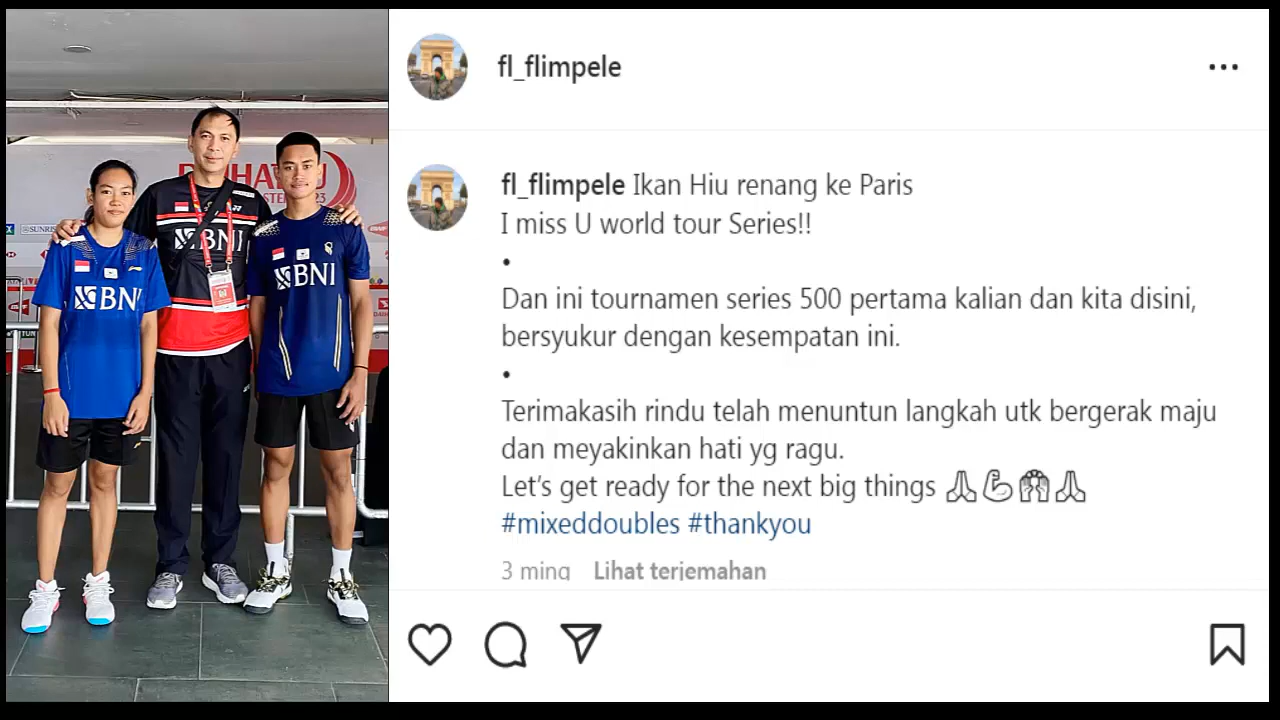 fl_flimpele
fl_flimpele Ikan Hiu renang ke Paris
I miss U world tour Series!!
•
Dan ini tournamen series 500 pertama kalian dan kita disini,
bersyukur dengan kesempatan ini.
•
Terimakasih rindu telah menuntun langkah utk bergerak maju
dan meyakinkan hati yg ragu.
Let's get ready for the next big things 🙏💪🙌🙏
#mixeddoubles #thankyou
3 ming Lihat terjemahan
BNI
BNI
BNI